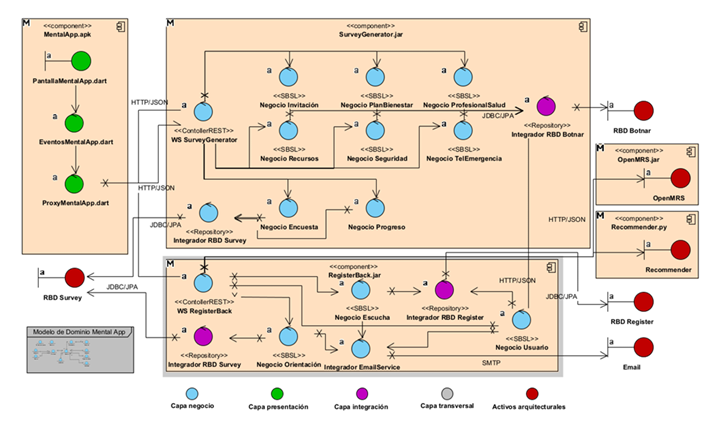 M
<<component>>
MentalApp.apk
a
PantallaMentalApp.dart
a
EventosMentalApp.dart
a
ProxyMentalApp.dart
HTTP/JSON
HTTP/JSON
M
<<component>>
SurveyGenerator.jar
a
<<ContollerREST>>
WS SurveyGenerator
a
<<SBSL>>
Negocio Invitación
a
<<SBSL>>
Negocio PlanBienestar
a
<<SBSL>>
Negocio ProfesionalSalud
a
<<Repository>>
Integrador RBD Botnar
JDBC/JPA
a
RBD Botnar
a
<<SBSL>>
Negocio Recursos
a
<<SBSL>>
Negocio Seguridad
a
<<SBSL>>
Negocio TelEmergencia
a
<<SBSL>>
Negocio Encuesta
a
<<SBSL>>
Negocio Progreso
a
<<Repository>>
Integrador RBD Survey
JDBC/JPA
HTTP/JSON
M
<<component>>
OpenMRS.jar
a
OpenMRS
M
<<component>>
Recommender.py
a
Recommender
a
RBD Survey
JDBC/JPA
M
<<component>>
RegisterBack.jar
a
<<ControllerREST>>
WS RegisterBack
a
<<SBSL>>
Negocio Escucha
a
<<Repository>>
Integrador RBD Register
HTTP/JSON
a
<<SBSL>>
Negocio Usuario
JDBC/JPA
a
RBD Register
a
<<Repository>>
Integrador RBD Survey
a
<<SBSL>>
Negocio Orientación
a
<<SBSL>>
Integrador EmailService
SMTP
a
Email
Modelo de Dominio Mental App
Capa negocio
Capa presentación
Capa integración
Capa transversal
Activos arquitecturales